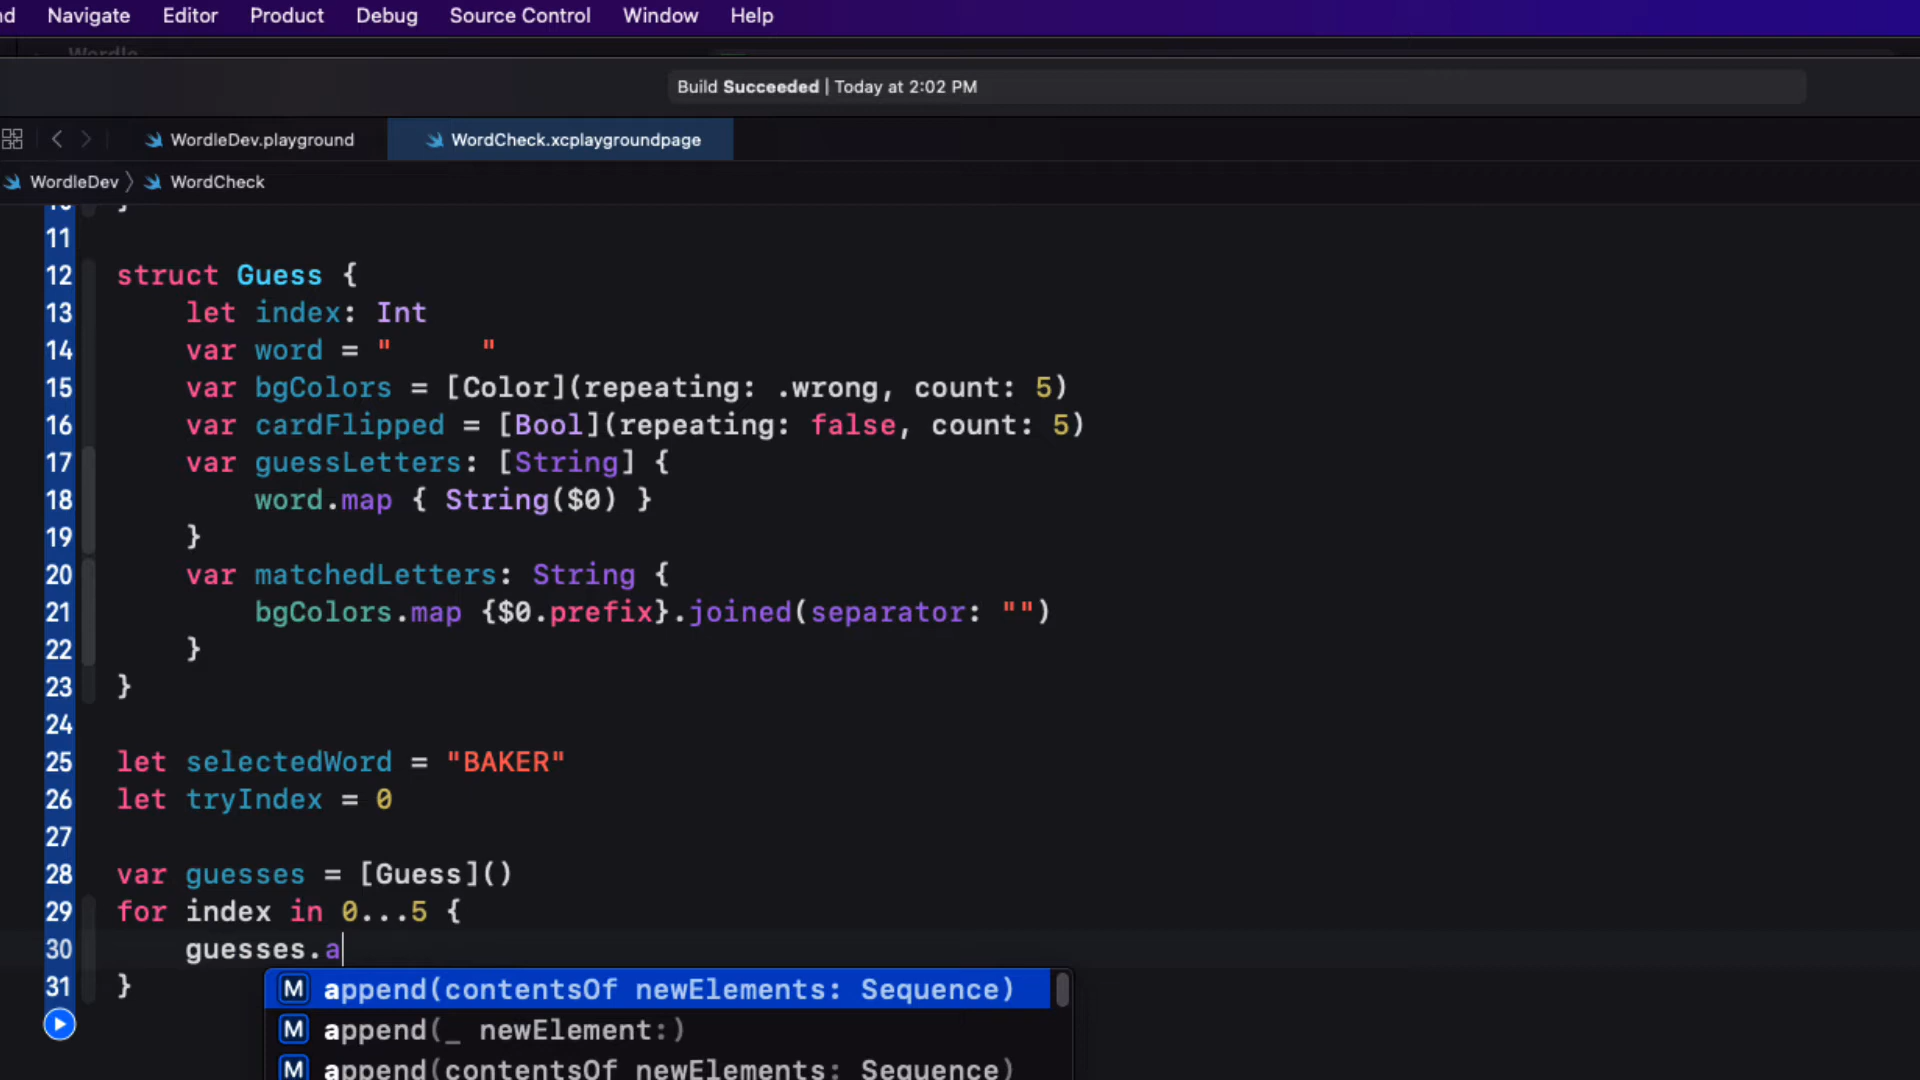 Navigate Editor Product Debug Source Control Window Help
Wordle
Build Succeeded | Today at 2:02 PM
WordleDev.playground WordCheck.xcplaygroundpage
WordleDev 〉 WordCheck
10 }
11
12 struct Guess {
13 let index: Int
14 var word = "     "
15 var bgColors = [Color](repeating: .wrong, count: 5)
16 var cardFlipped = [Bool](repeating: false, count: 5)
17 var guessLetters: [String] {
18 word.map { String($0) }
19 }
20 var matchedLetters: String {
21 bgColors.map {$0.prefix}.joined(separator: "")
22 }
23 }
24
25 let selectedWord = "BAKER"
26 let tryIndex = 0
27
28 var guesses = [Guess]()
29 for index in 0...5 {
30 guesses.a
31 }
M append(contentsOf newElements: Sequence)
M append(_ newElement:)
M append(contentsOf newElements: Sequence)